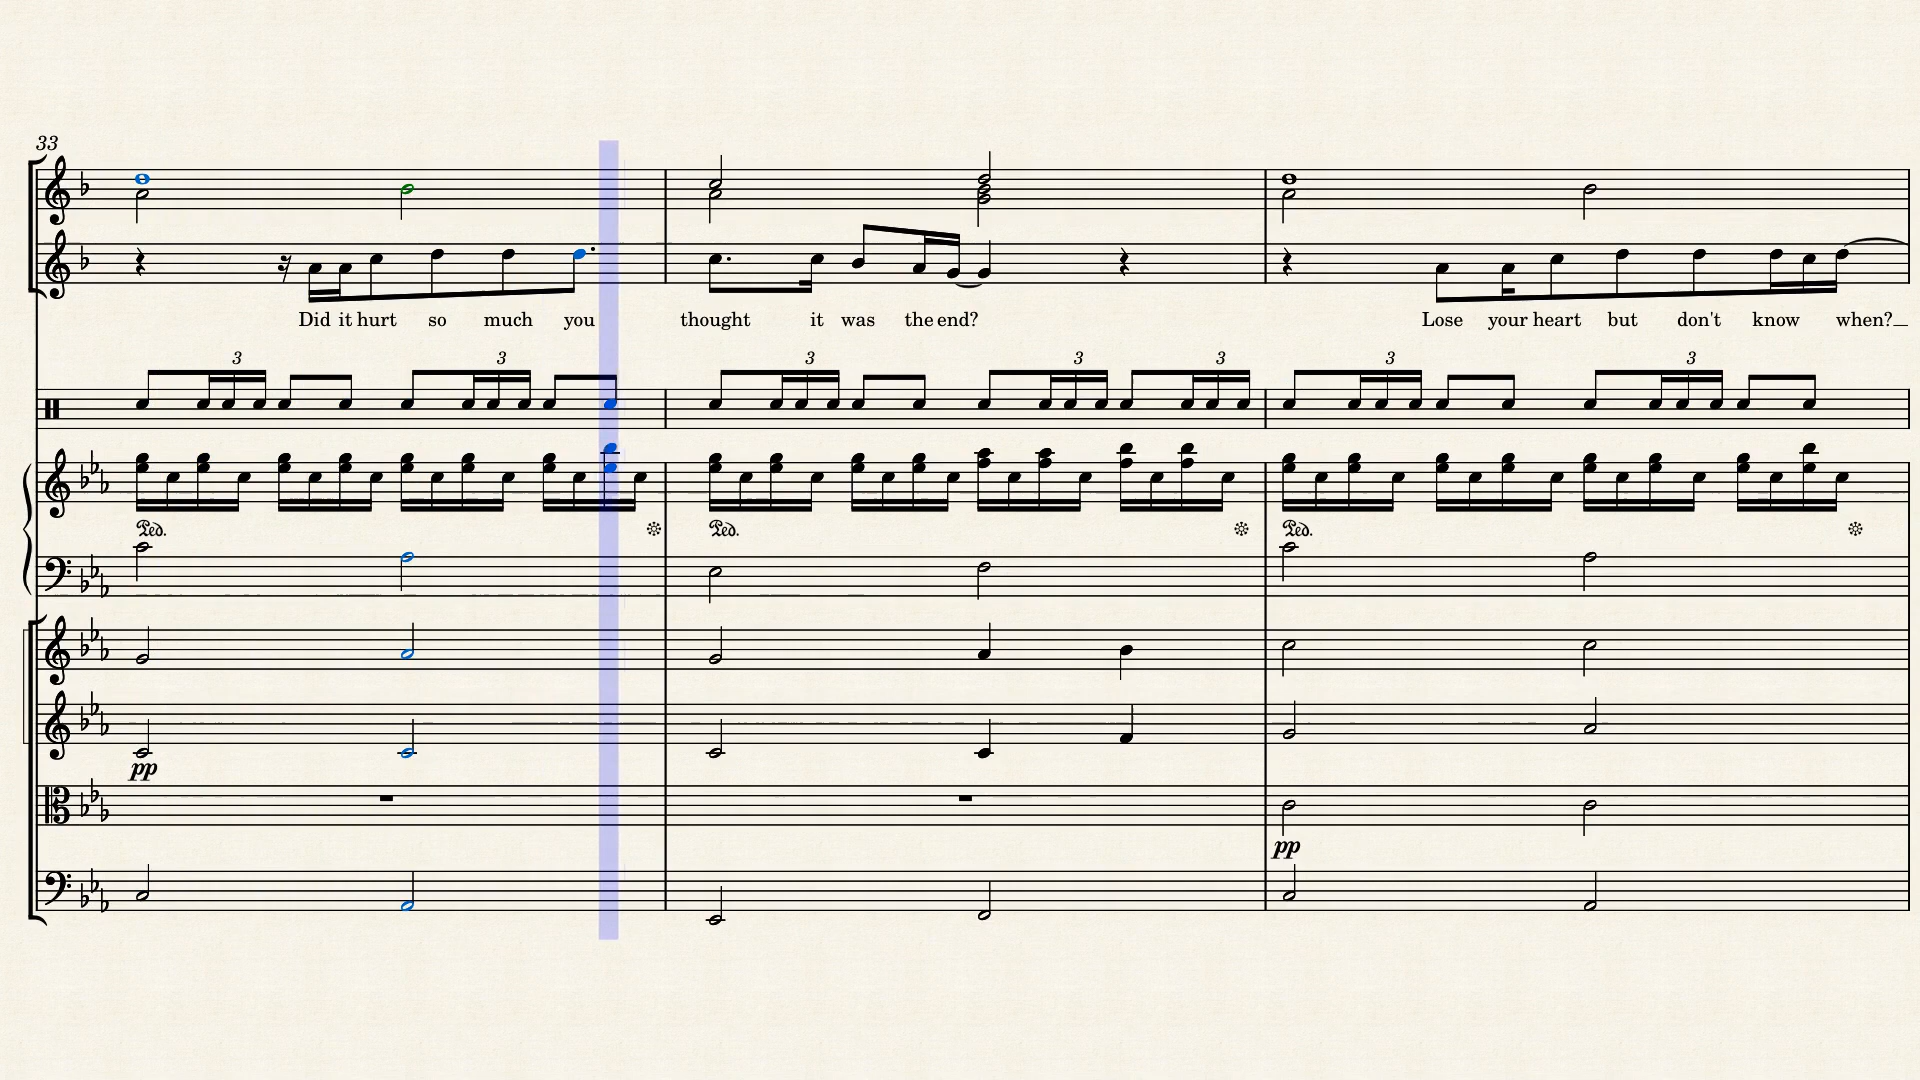 33
Did it hurt so much you thought it was the end? Lose your heart but don't know when?
3 3 3 3 3 3 3
Ped. Ped. Ped.
pp
pp